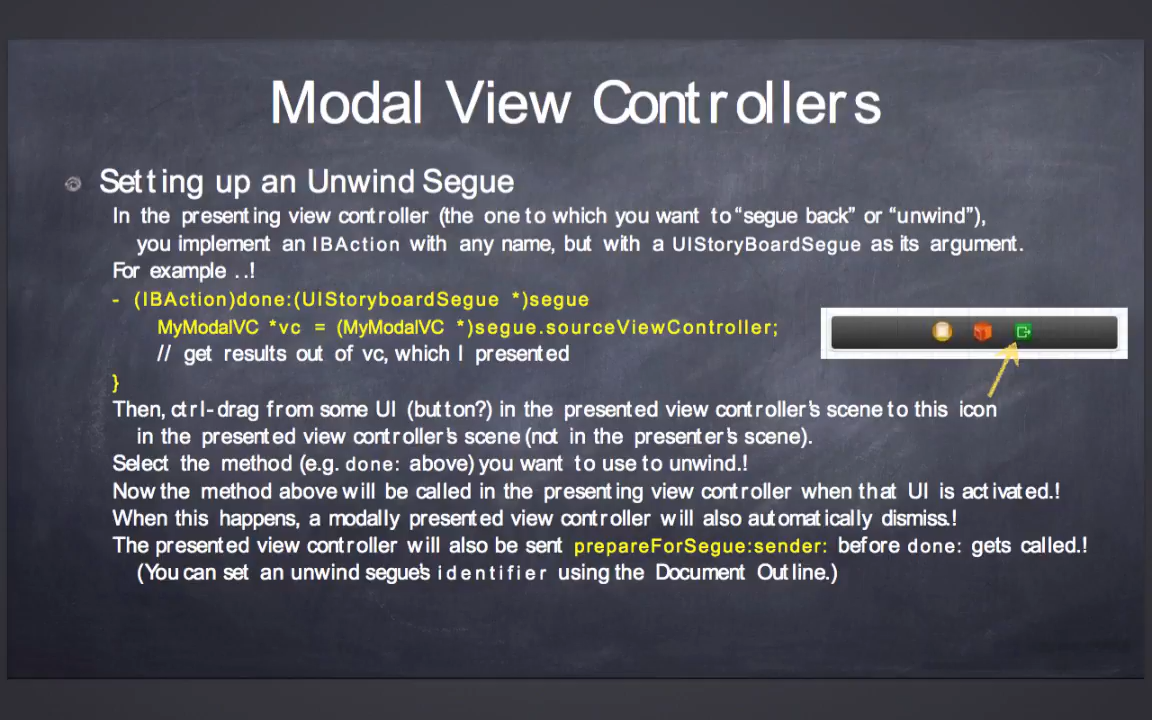 Modal View Controllers
Setting up an Unwind Segue
In the presenting view controller (the one to which you want to “segue back” or “unwind”),
you implement an IBAction with any name, but with a UIStoryBoardSegue as its argument.
For example . .!
- (IBAction)done:(UIStoryboardSegue *)segue
MyModalVC *vc = (MyModalVC *)segue.sourceViewController;
// get results out of vc, which I presented
}
Then, ctrl-drag from some UI (button?) in the presented view controller’s scene to this icon
in the presented view controller’s scene (not in the presenter’s scene).
Select the method (e.g. done: above) you want to use to unwind.!
Now the method above will be called in the presenting view controller when that UI is activated.!
When this happens, a modally presented view controller will also automatically dismiss.!
The presented view controller will also be sent prepareForSegue:sender: before done: gets called.!
(You can set an unwind segue’s identifier using the Document Outline.)